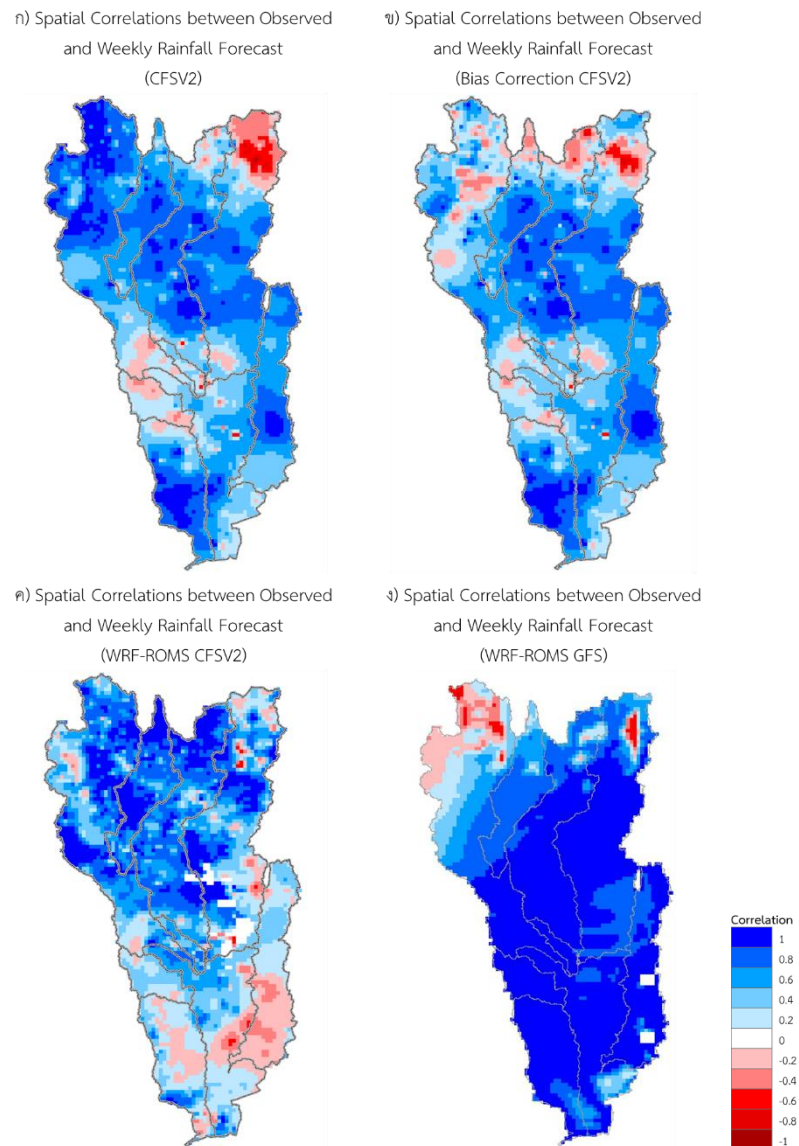 ก) Spatial Correlations between Observed
and Weekly Rainfall Forecast
(CFSV2)
ข) Spatial Correlations between Observed
and Weekly Rainfall Forecast
(Bias Correction CFSV2)
ค) Spatial Correlations between Observed
and Weekly Rainfall Forecast
(WRF-ROMS CFSV2)
ง) Spatial Correlations between Observed
and Weekly Rainfall Forecast
(WRF-ROMS GFS)
Correlation
1
0.8
0.6
0.4
0.2
0
-0.2
-0.4
-0.6
-0.8
-1